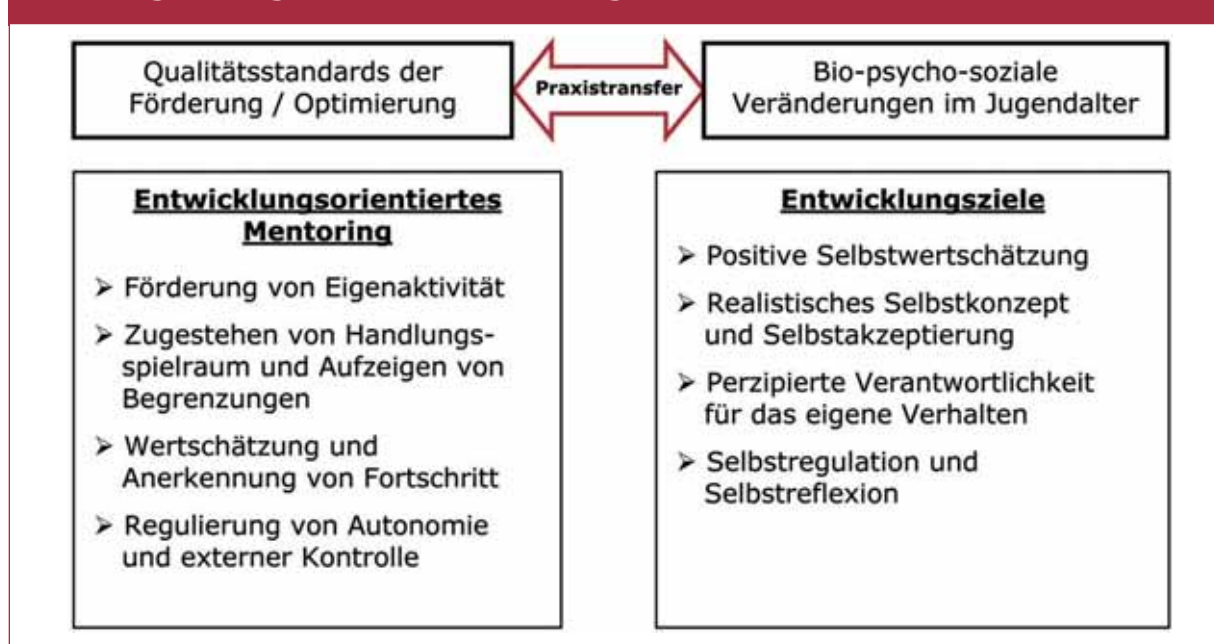 Qualitätsstandards der
Förderung / Optimierung
Praxistransfer
Bio-psycho-soziale
Veränderungen im Jugendalter
Entwicklungsorientiertes
Mentoring
➢ Förderung von Eigenaktivität
➢ Zugestehen von Handlungs-
spielraum und Aufzeigen von
Begrenzungen
➢ Wertschätzung und
Anerkennung von Fortschritt
➢ Regulierung von Autonomie
und externer Kontrolle
Entwicklungsziele
➢ Positive Selbstwertschätzung
➢ Realistisches Selbstkonzept
und Selbstakzeptierung
➢ Perzipierte Verantwortlichkeit
für das eigene Verhalten
➢ Selbstregulation und
Selbstreflexion